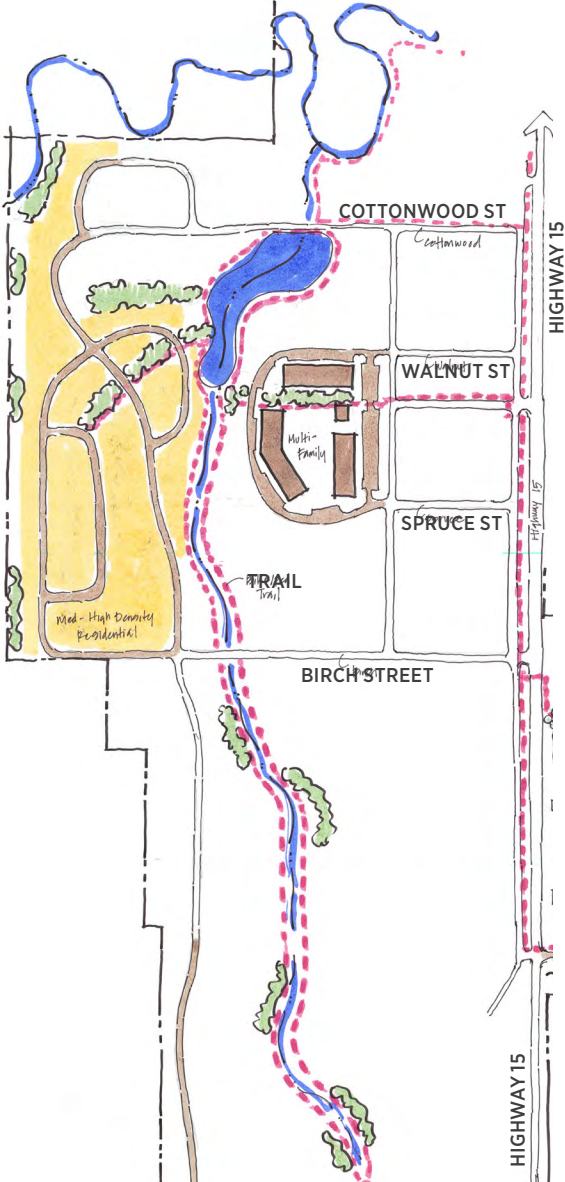 COTTONWOOD ST
Cottonwood
HIGHWAY 15
WALNUT ST
Multi-
Family
Highway 15
SPRUCE ST
TRAIL
Trail
Med-High Density
Residential
BIRCH STREET
HIGHWAY 15